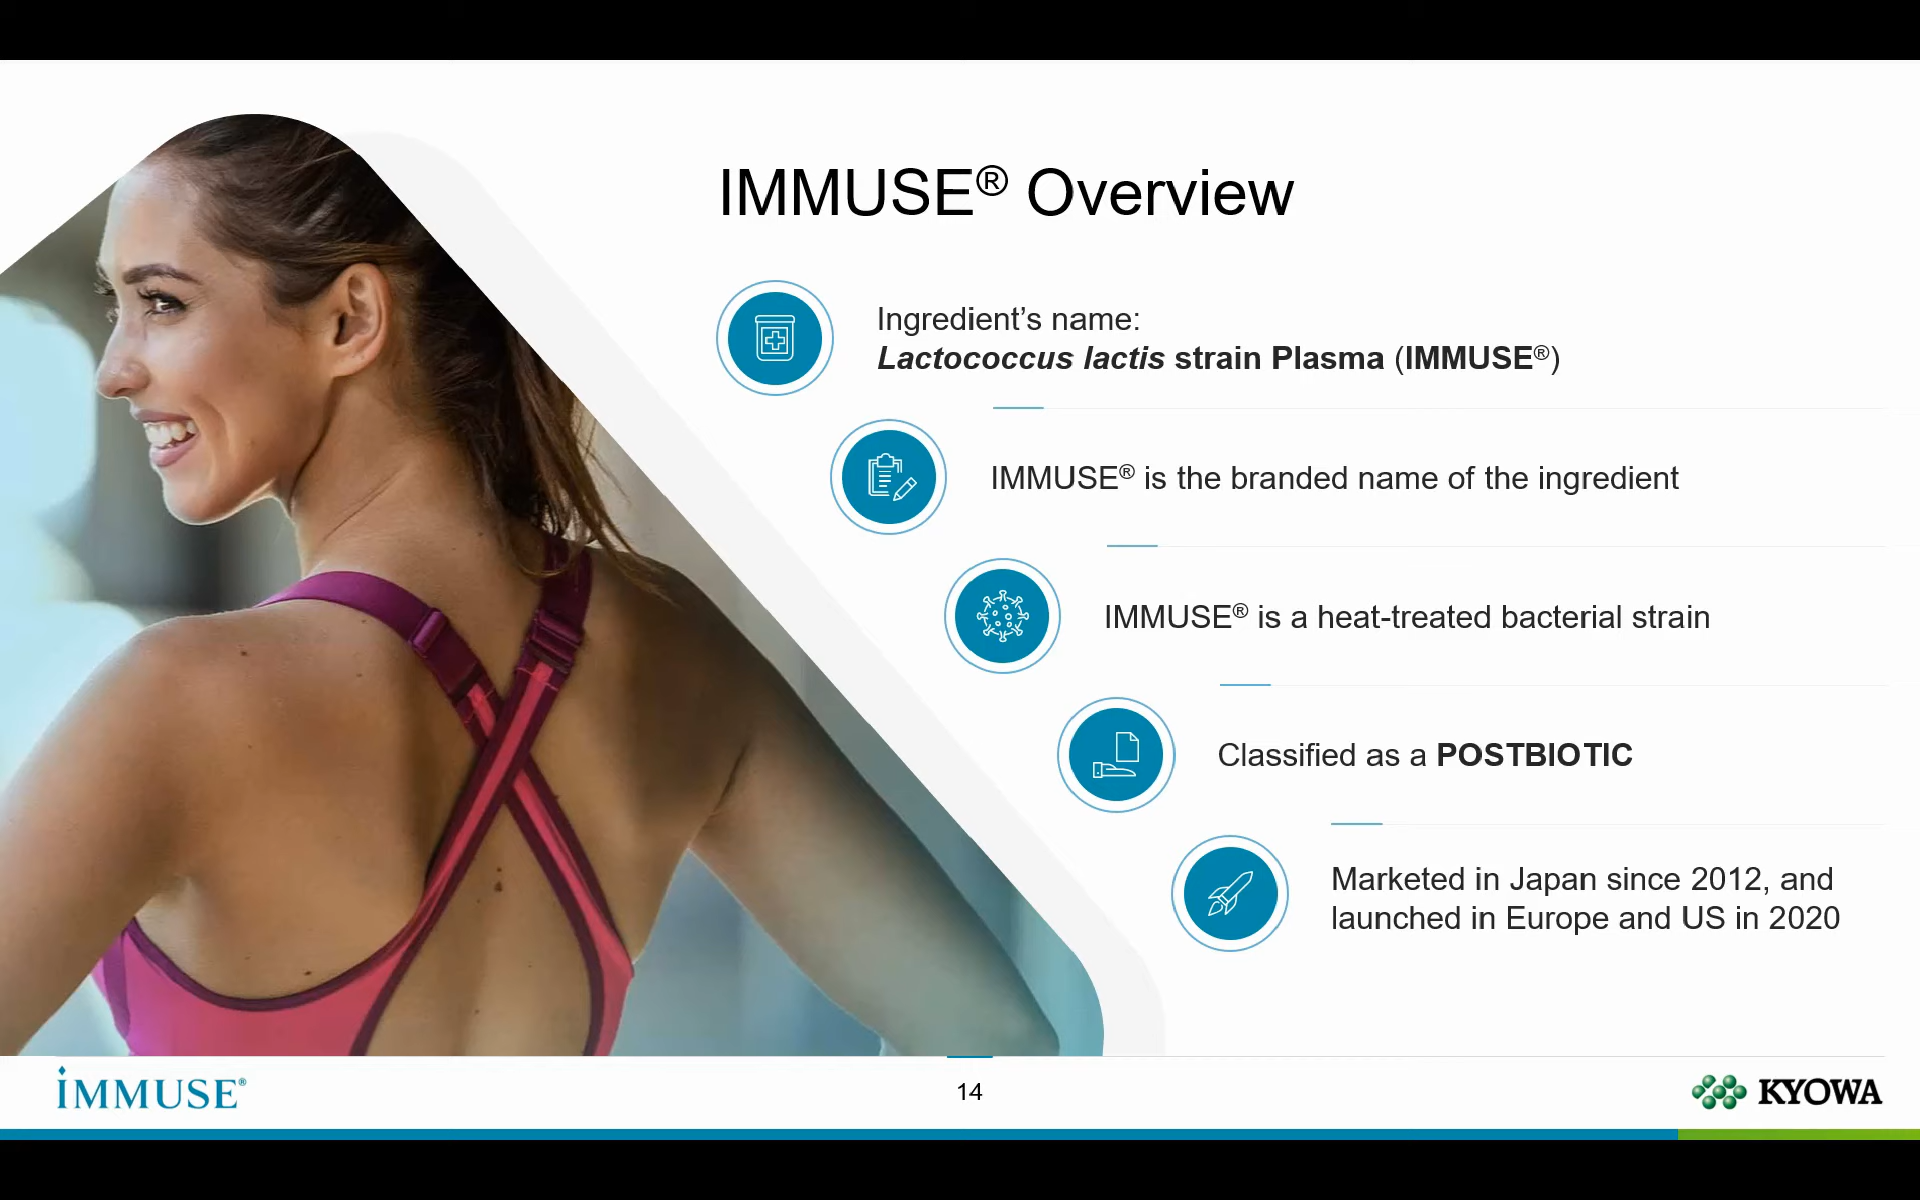 IMMUSE® Overview
Ingredient’s name:
Lactococcus lactis strain Plasma (IMMUSE®)
IMMUSE® is the branded name of the ingredient
IMMUSE® is a heat-treated bacterial strain
Classified as a POSTBIOTIC
Marketed in Japan since 2012, and
launched in Europe and US in 2020
iMMUSE®
14
KYOWA